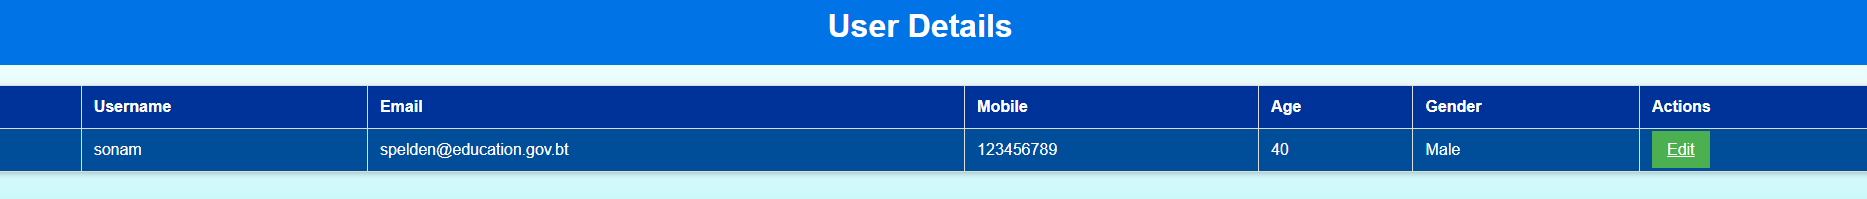 User Details
Username Email Mobile Age Gender Actions
sonam spelden@education.gov.bt 123456789 40 Male Edit